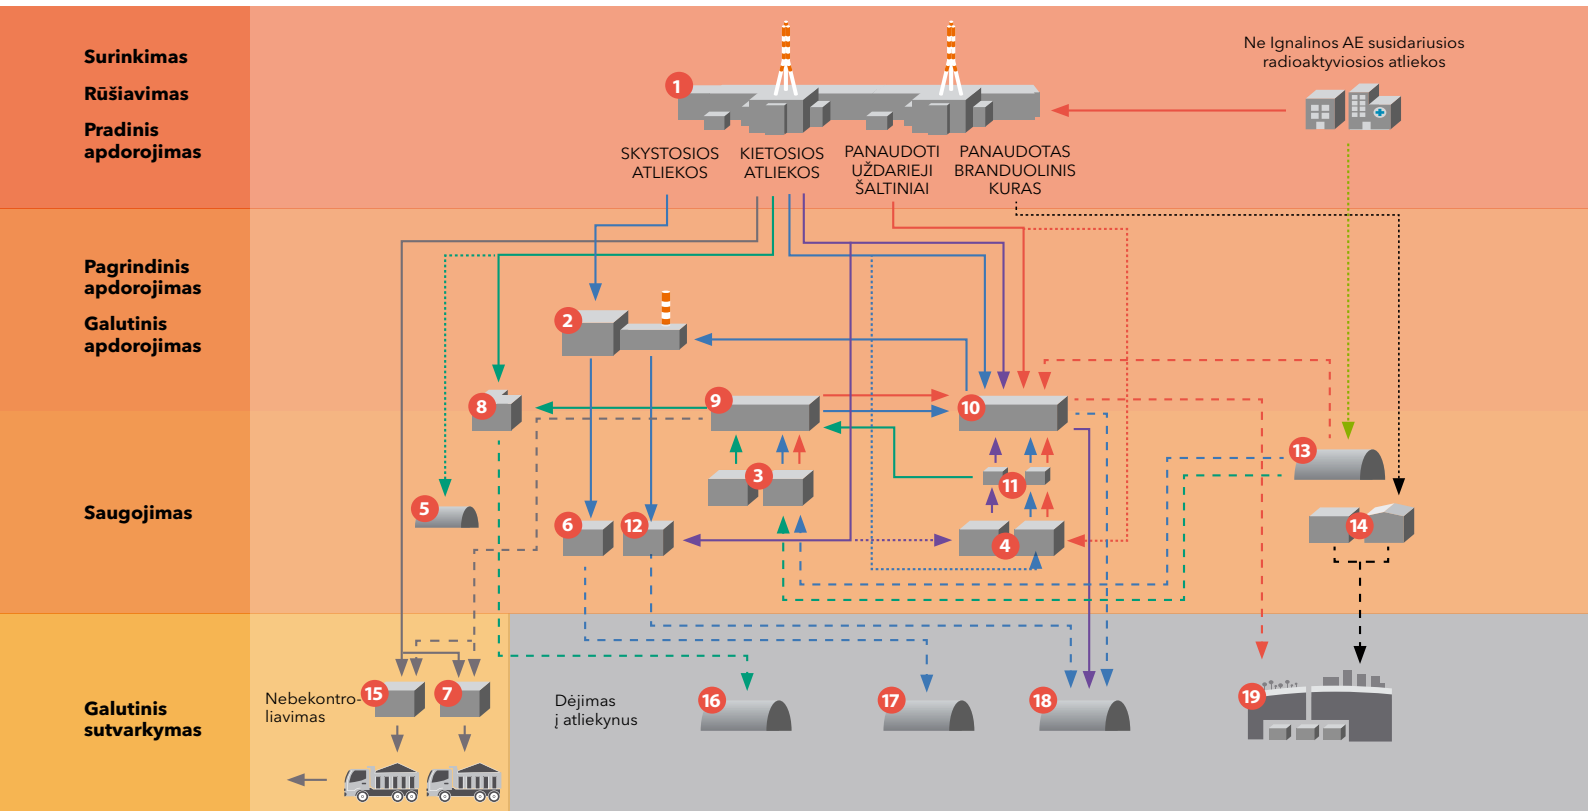 Surinkimas
Rūšiavimas
Pradinis
apdorojimas
Ne Ignalinos AE susidariusios
radioaktyviosios atliekos
1
SKYSTOSIOS
ATLIEKOS
KIETOSIOS
ATLIEKOS
PANAUDOTI
UŽDARIEJI
ŠALTINIAI
PANAUDOTAS
BRANDUOLINIS
KURAS
Pagrindinis
apdorojimas
Galutinis
apdorojimas
2
8
9
10
Saugojimas
3
11
13
5
6
12
4
14
Galutinis
sutvarkymas
Nebekontro-
liavimas
15
7
Dėjimas
į atliekynus
16
17
18
19